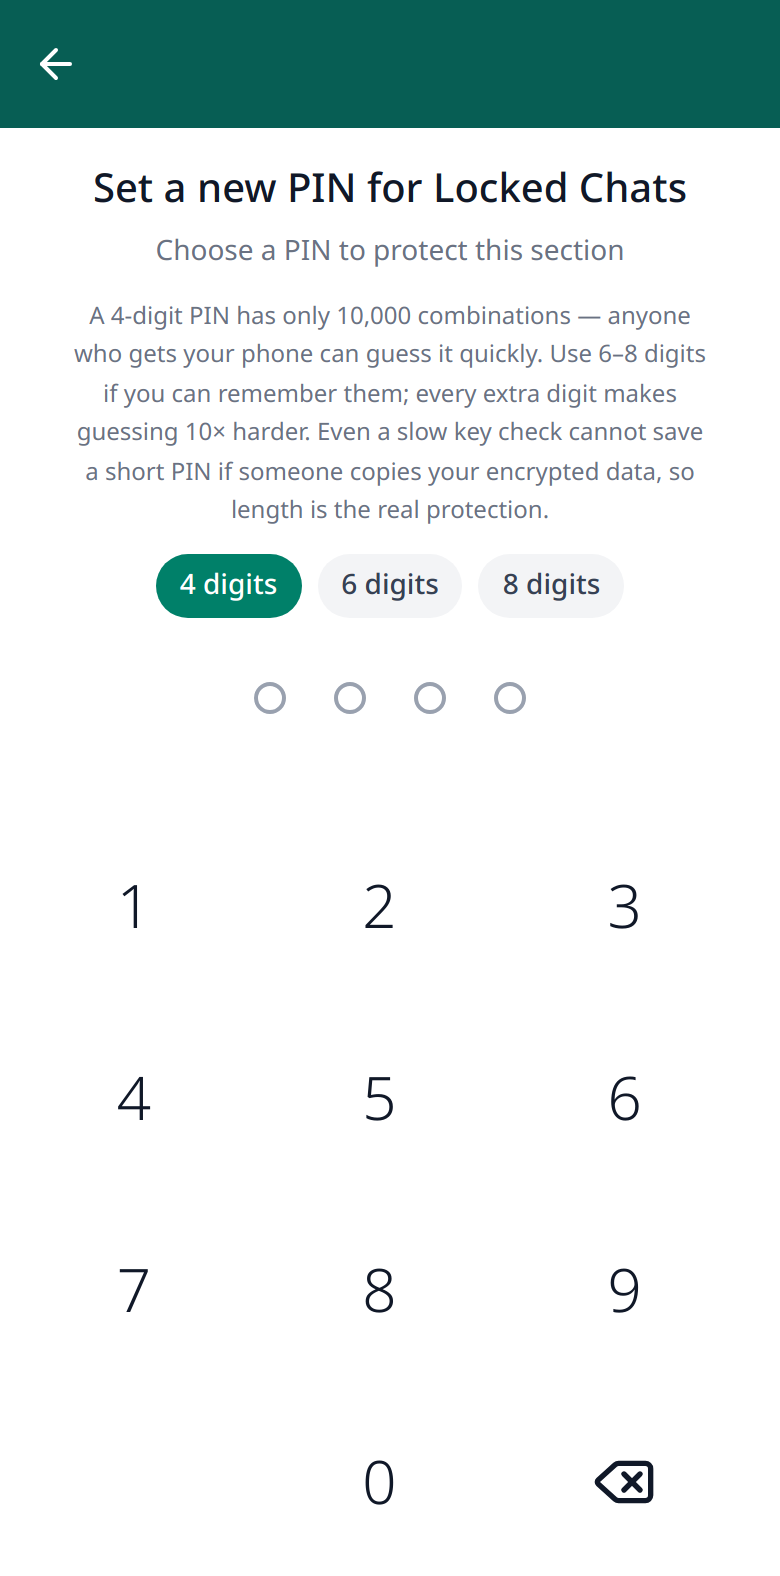 Set a new PIN for Locked Chats
Choose a PIN to protect this section
A 4-digit PIN has only 10,000 combinations — anyone
who gets your phone can guess it quickly. Use 6–8 digits
if you can remember them; every extra digit makes
guessing 10× harder. Even a slow key check cannot save
a short PIN if someone copies your encrypted data, so
length is the real protection.
4 digits 6 digits 8 digits
1 2 3
4 5 6
7 8 9
0